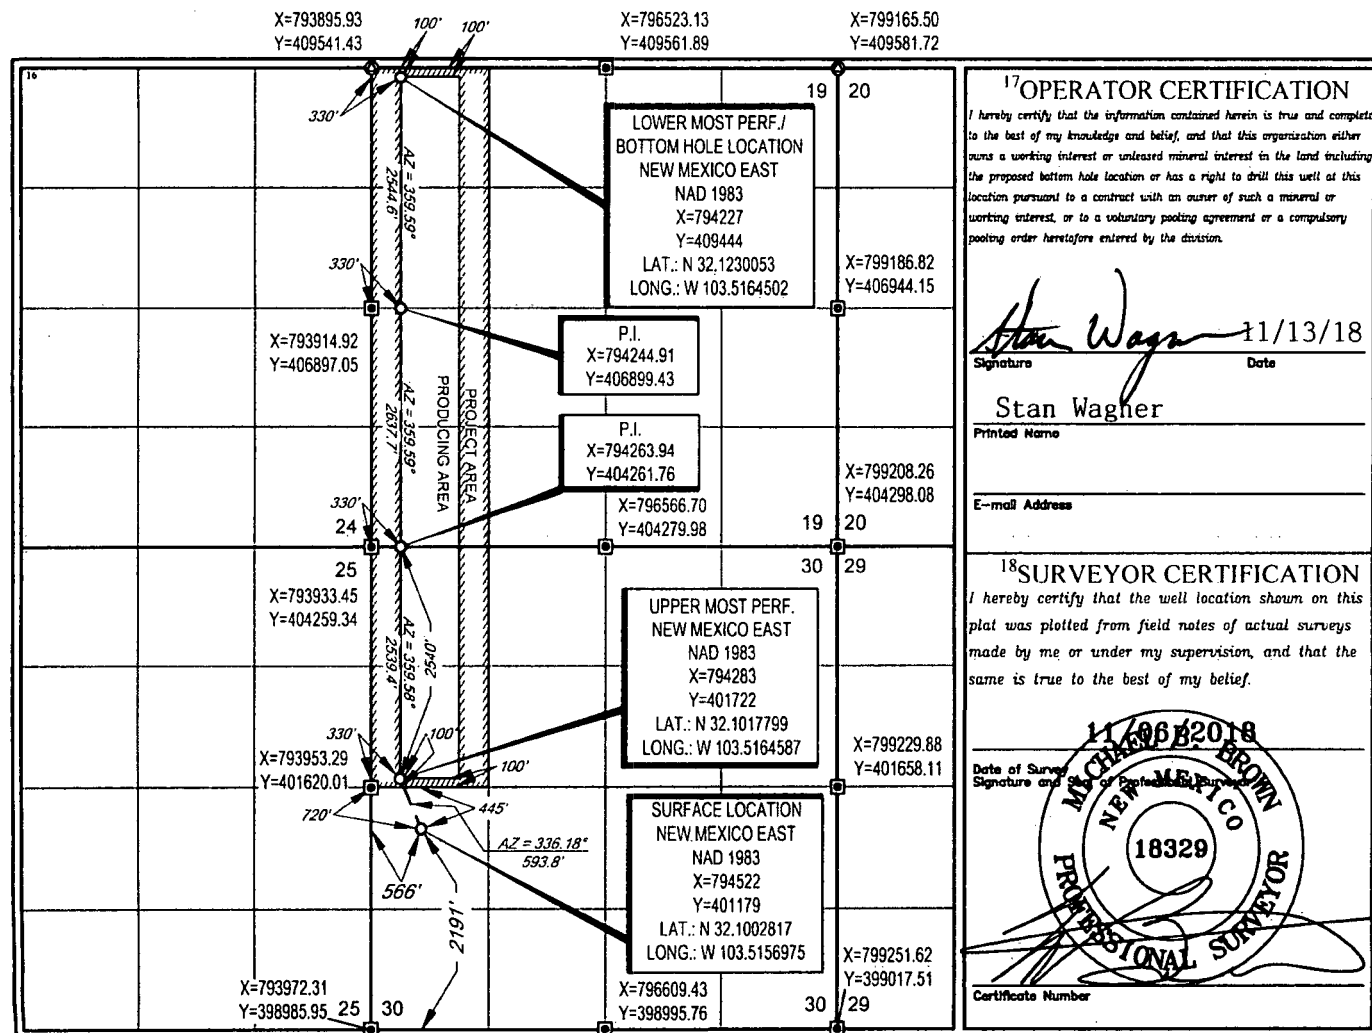 X=793895.93
Y=409541.43
100'
100'
X=796523.13
Y=409561.89
X=799165.50
Y=409581.72
16
330'
19 20
LOWER MOST PERF./
BOTTOM HOLE LOCATION
NEW MEXICO EAST
NAD 1983
X=794227
Y=409444
LAT.: N 32.1230053
LONG.: W 103.5164502
AZ = 359.59°
2544.6'
330'
X=799186.82
Y=406944.15
X=793914.92
Y=406897.05
P.I.
X=794244.91
Y=406899.43
AZ = 359.59°
2637.7'
PRODUCING AREA
PROJECT AREA
P.I.
X=794263.94
Y=404261.76
X=799208.26
Y=404298.08
330'
24
X=796566.70
Y=404279.98
19 20
25
30 29
X=793933.45
Y=404259.34
AZ = 359.58°
2539.4'
2540'
UPPER MOST PERF.
NEW MEXICO EAST
NAD 1983
X=794283
Y=401722
LAT.: N 32.1017799
LONG.: W 103.5164587
330'
100'
X=793953.29
Y=401620.01
100'
X=799229.88
Y=401658.11
720'
445'
AZ = 336.18°
593.8'
566'
2191'
SURFACE LOCATION
NEW MEXICO EAST
NAD 1983
X=794522
Y=401179
LAT.: N 32.1002817
LONG.: W 103.5156975
X=793972.31
Y=398985.95
25 30
X=796609.43
Y=398995.76
X=799251.62
Y=399017.51
30 29
17 OPERATOR CERTIFICATION
I hereby certify that the information contained herein is true and complete
to the best of my knowledge and belief, and that this organization either
owns a working interest or unleased mineral interest in the land including
the proposed bottom hole location or has a right to drill this well at this
location pursuant to a contract with an owner of such a mineral or
working interest, or to a voluntary pooling agreement or a compulsory
pooling order heretofore entered by the division.
Stan Wagner 11/13/18
Signature Date
Stan Wagner
Printed Name
E-mail Address
18 SURVEYOR CERTIFICATION
I hereby certify that the well location shown on this
plat was plotted from field notes of actual surveys
made by me or under my supervision, and that the
same is true to the best of my belief.
11/06/2018
Date of Survey
Signature and Seal of Professional Surveyor
MICHAEL B. BROWN
NEW MEXICO
18329
PROFESSIONAL SURVEYOR
Certificate Number